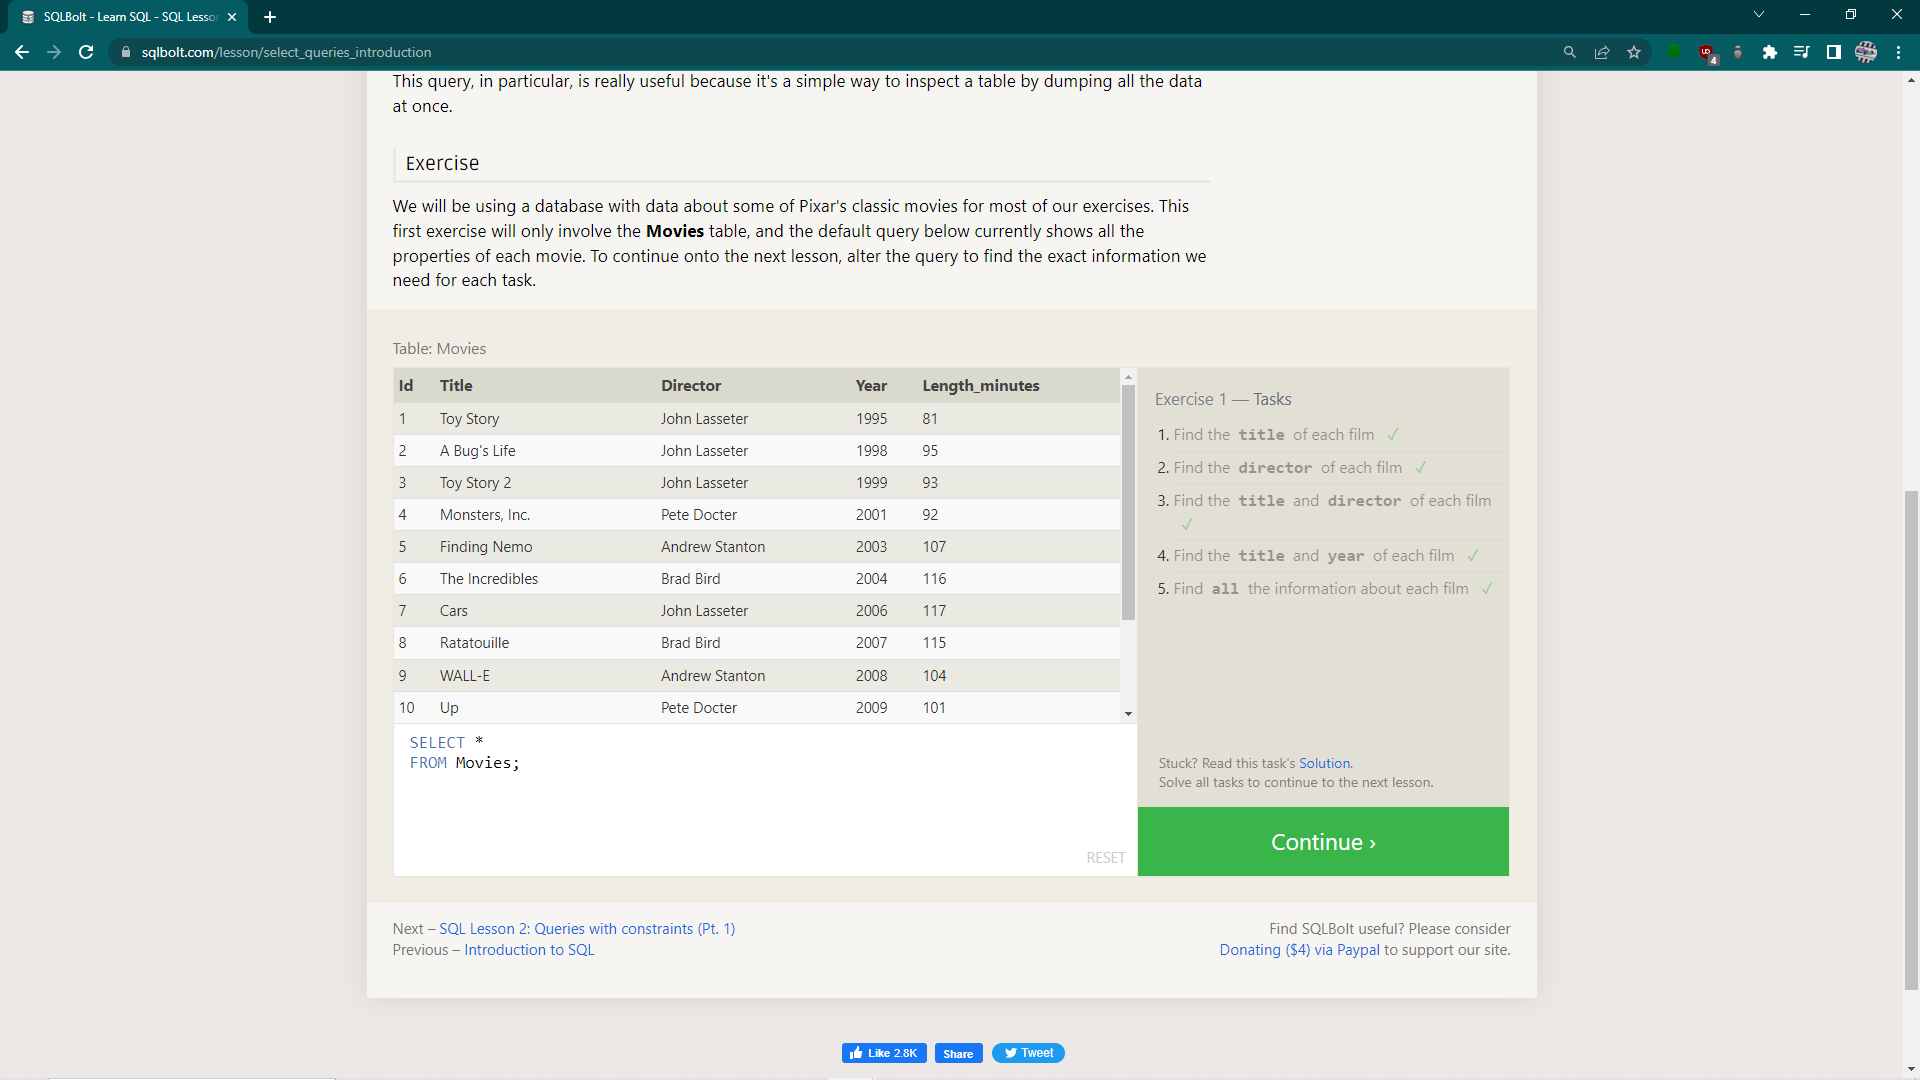 SQLBolt - Learn SQL - SQL Lesson
sqlbolt.com/lesson/select_queries_introduction
4
This query, in particular, is really useful because it's a simple way to inspect a table by dumping all the data
at once.
Exercise
We will be using a database with data about some of Pixar's classic movies for most of our exercises. This
first exercise will only involve the Movies table, and the default query below currently shows all the
properties of each movie. To continue onto the next lesson, alter the query to find the exact information we
need for each task.
Table: Movies
Id Title Director Year Length_minutes
1 Toy Story John Lasseter 1995 81
2 A Bug's Life John Lasseter 1998 95
3 Toy Story 2 John Lasseter 1999 93
4 Monsters, Inc. Pete Docter 2001 92
5 Finding Nemo Andrew Stanton 2003 107
6 The Incredibles Brad Bird 2004 116
7 Cars John Lasseter 2006 117
8 Ratatouille Brad Bird 2007 115
9 WALL-E Andrew Stanton 2008 104
10 Up Pete Docter 2009 101
SELECT *
FROM Movies;
RESET
Exercise 1 — Tasks
1. Find the title of each film ✓
2. Find the director of each film ✓
3. Find the title and director of each film
✓
4. Find the title and year of each film ✓
5. Find all the information about each film ✓
Stuck? Read this task's Solution.
Solve all tasks to continue to the next lesson.
Continue ›
Next – SQL Lesson 2: Queries with constraints (Pt. 1)
Previous – Introduction to SQL
Find SQLBolt useful? Please consider
Donating ($4) via Paypal to support our site.
Like 2.8K Share Tweet